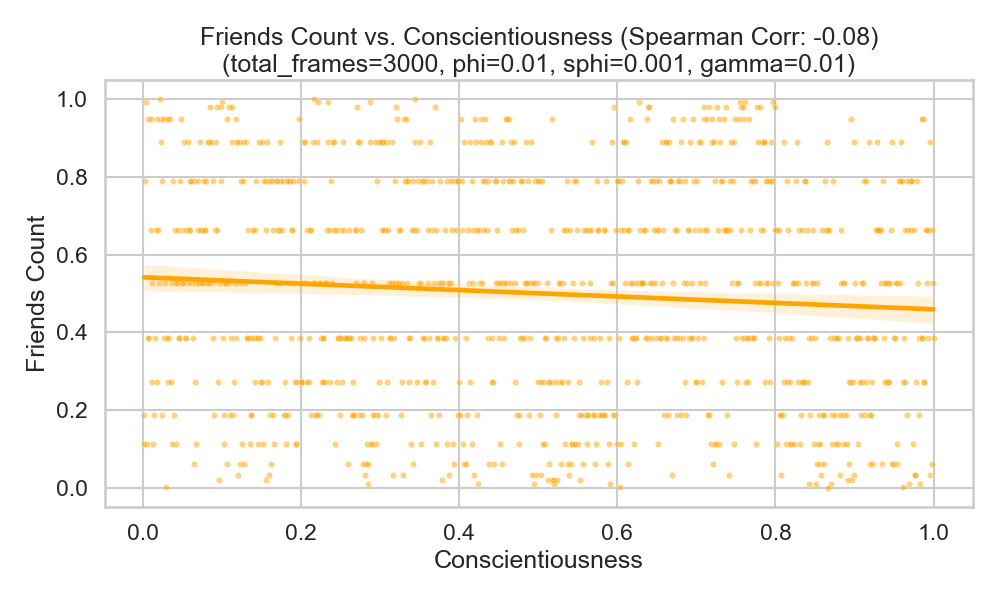 Friends Count vs. Conscientiousness (Spearman Corr: -0.08)
(total_frames=3000, phi=0.01, sphi=0.001, gamma=0.01)
Friends Count
1.0
0.8
0.6
0.4
0.2
0.0
0.0 0.2 0.4 0.6 0.8 1.0
Conscientiousness